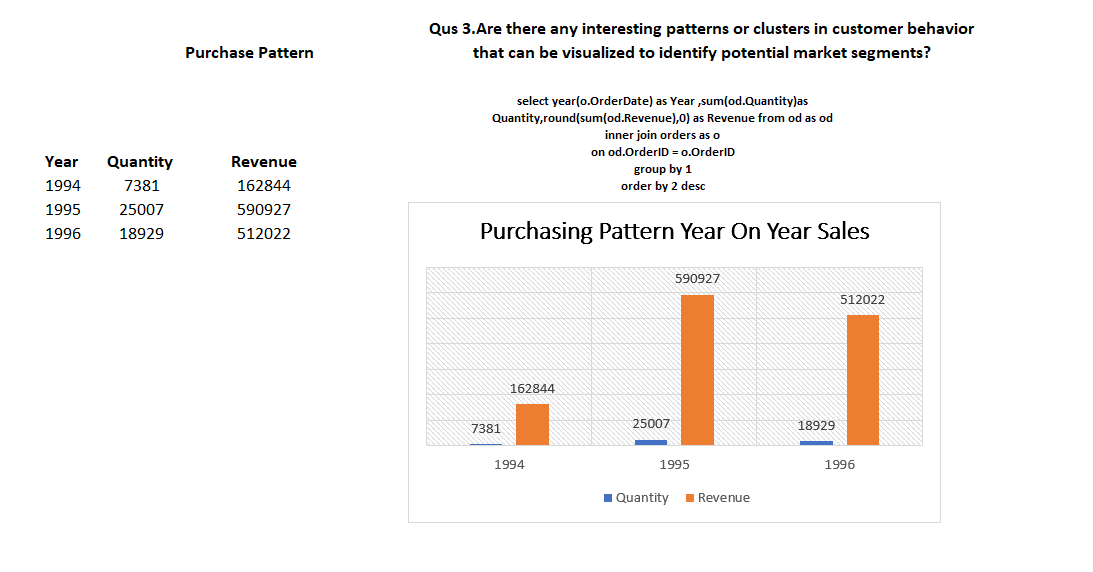 Purchase Pattern
Qus 3.Are there any interesting patterns or clusters in customer behavior
that can be visualized to identify potential market segments?
select year(o.OrderDate) as Year ,sum(od.Quantity)as
Quantity,round(sum(od.Revenue),0) as Revenue from od as od
inner join orders as o
on od.OrderID = o.OrderID
group by 1
order by 2 desc
Year Quantity Revenue
1994 7381 162844
1995 25007 590927
1996 18929 512022
Purchasing Pattern Year On Year Sales
590927
512022
162844
7381
25007
18929
1994 1995 1996
Quantity Revenue